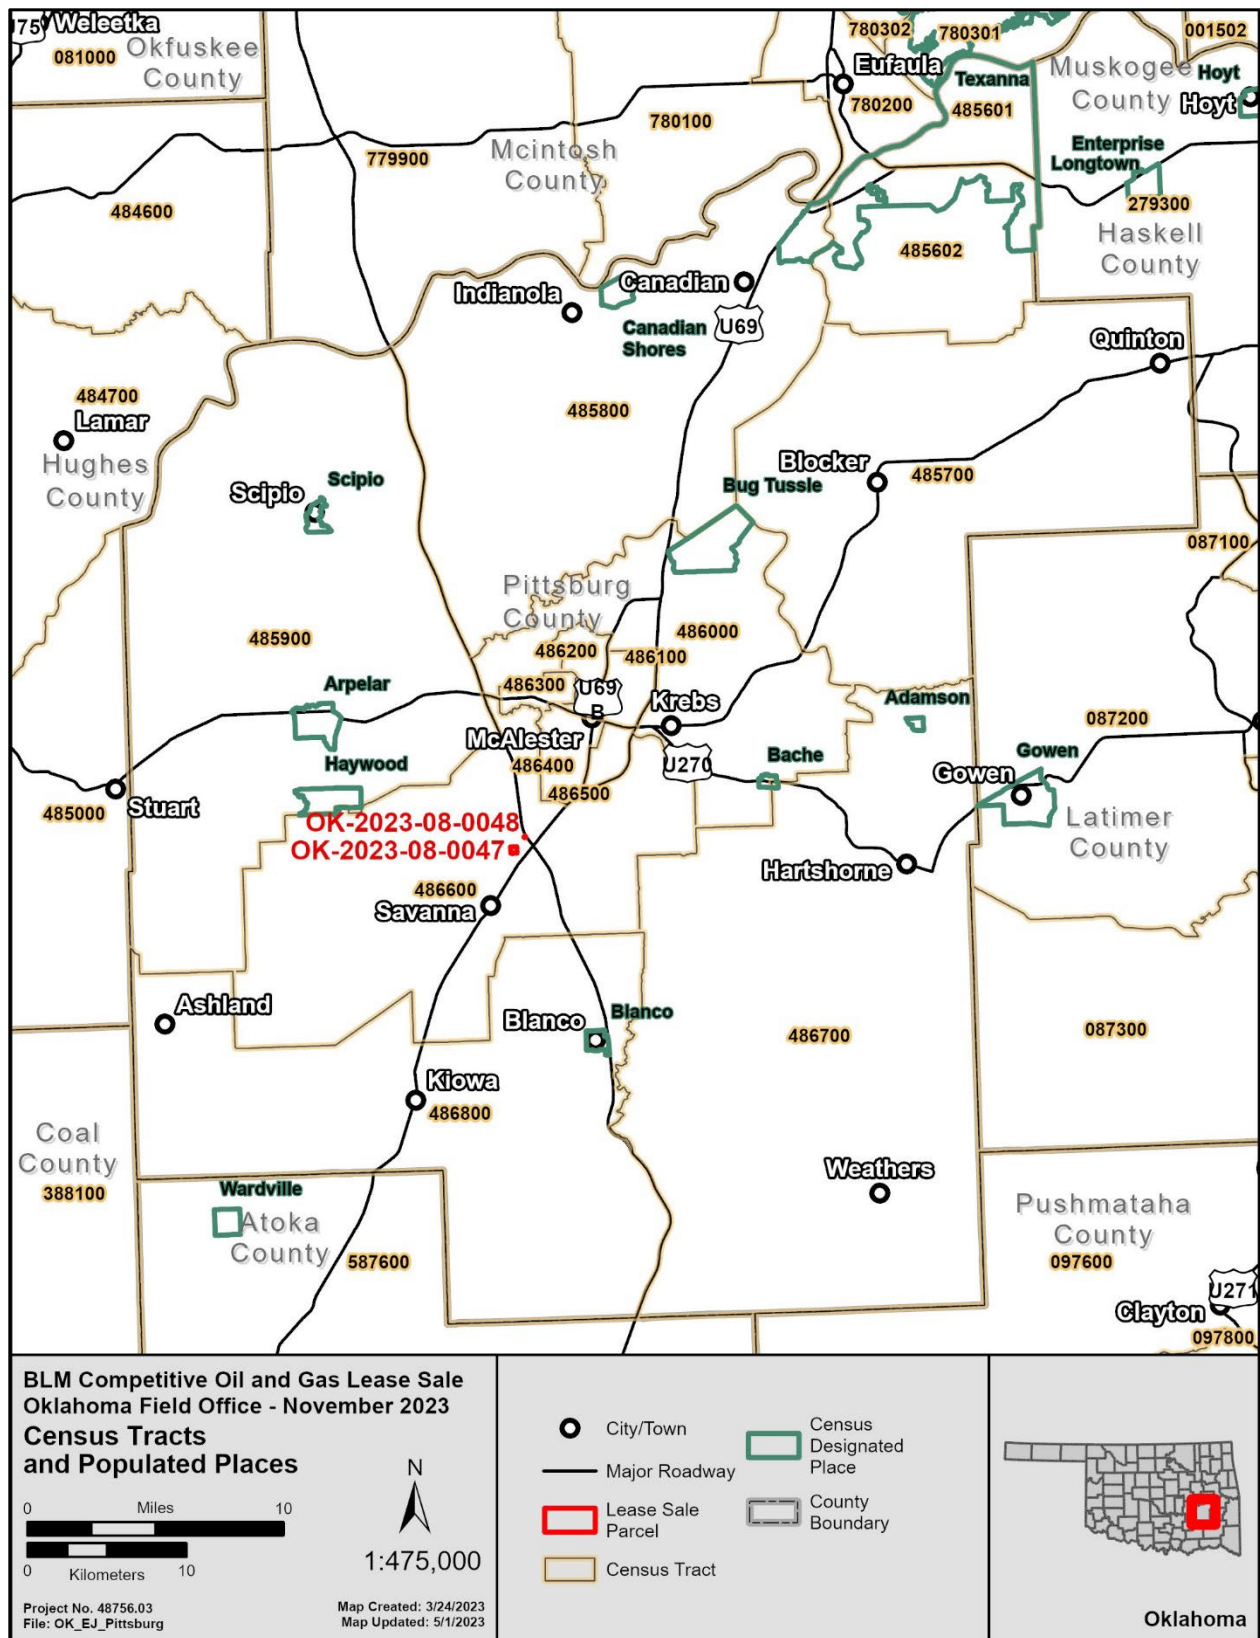 U75
Weleetka
Okfuskee
County
081000
780302
780301
001502
Eufaula
Texanna
Muskogee
County
Hoyt
Hoyt
780200
485601
780100
Mcintosh
County
779900
Enterprise
Longtown
484600
279300
Haskell
County
485602
Indianola
Canadian
Canadian
Shores
U69
Quinton
484700
Lamar
Hughes
County
485800
Scipio
Scipio
Blocker
Bug Tussle
485700
087100
Pittsburg
County
485900
486000
486200
486100
486300
U69
B
Arpelar
Krebs
Adamson
087200
McAlester
Haywood
486400
U270
Bache
Gowen
Gowen
485000
Stuart
486500
OK-2023-08-0048
OK-2023-08-0047
Latimer
County
Hartshorne
486600
Savanna
Ashland
Blanco
Blanco
486700
087300
Kiowa
486800
Coal
County
388100
Weathers
Wardville
Atoka
County
587600
Pushmataha
County
097600
U271
Clayton
097800
BLM Competitive Oil and Gas Lease Sale
Oklahoma Field Office - November 2023
Census Tracts
and Populated Places
0 Miles 10
0 Kilometers 10
N
1:475,000
Project No. 48756.03
File: OK_EJ_Pittsburg
Map Created: 3/24/2023
Map Updated: 5/1/2023
City/Town
Major Roadway
Lease Sale
Parcel
Census Tract
Census
Designated
Place
County
Boundary
Oklahoma